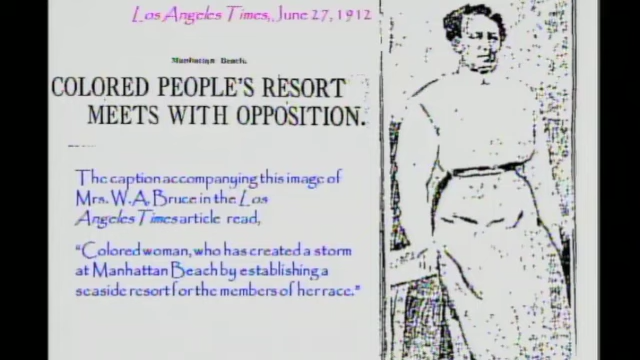 Los Angeles Times,, June 27, 1912
Manhattan Beach.
COLORED PEOPLE'S RESORT
MEETS WITH OPPOSITION.
The caption accompanying this image of
Mrs. W.A. Bruce in the Los
Angeles Times article read,
"Colored woman, who has created a storm
at Manhattan Beach by establishing a
seaside resort for the members of her race."